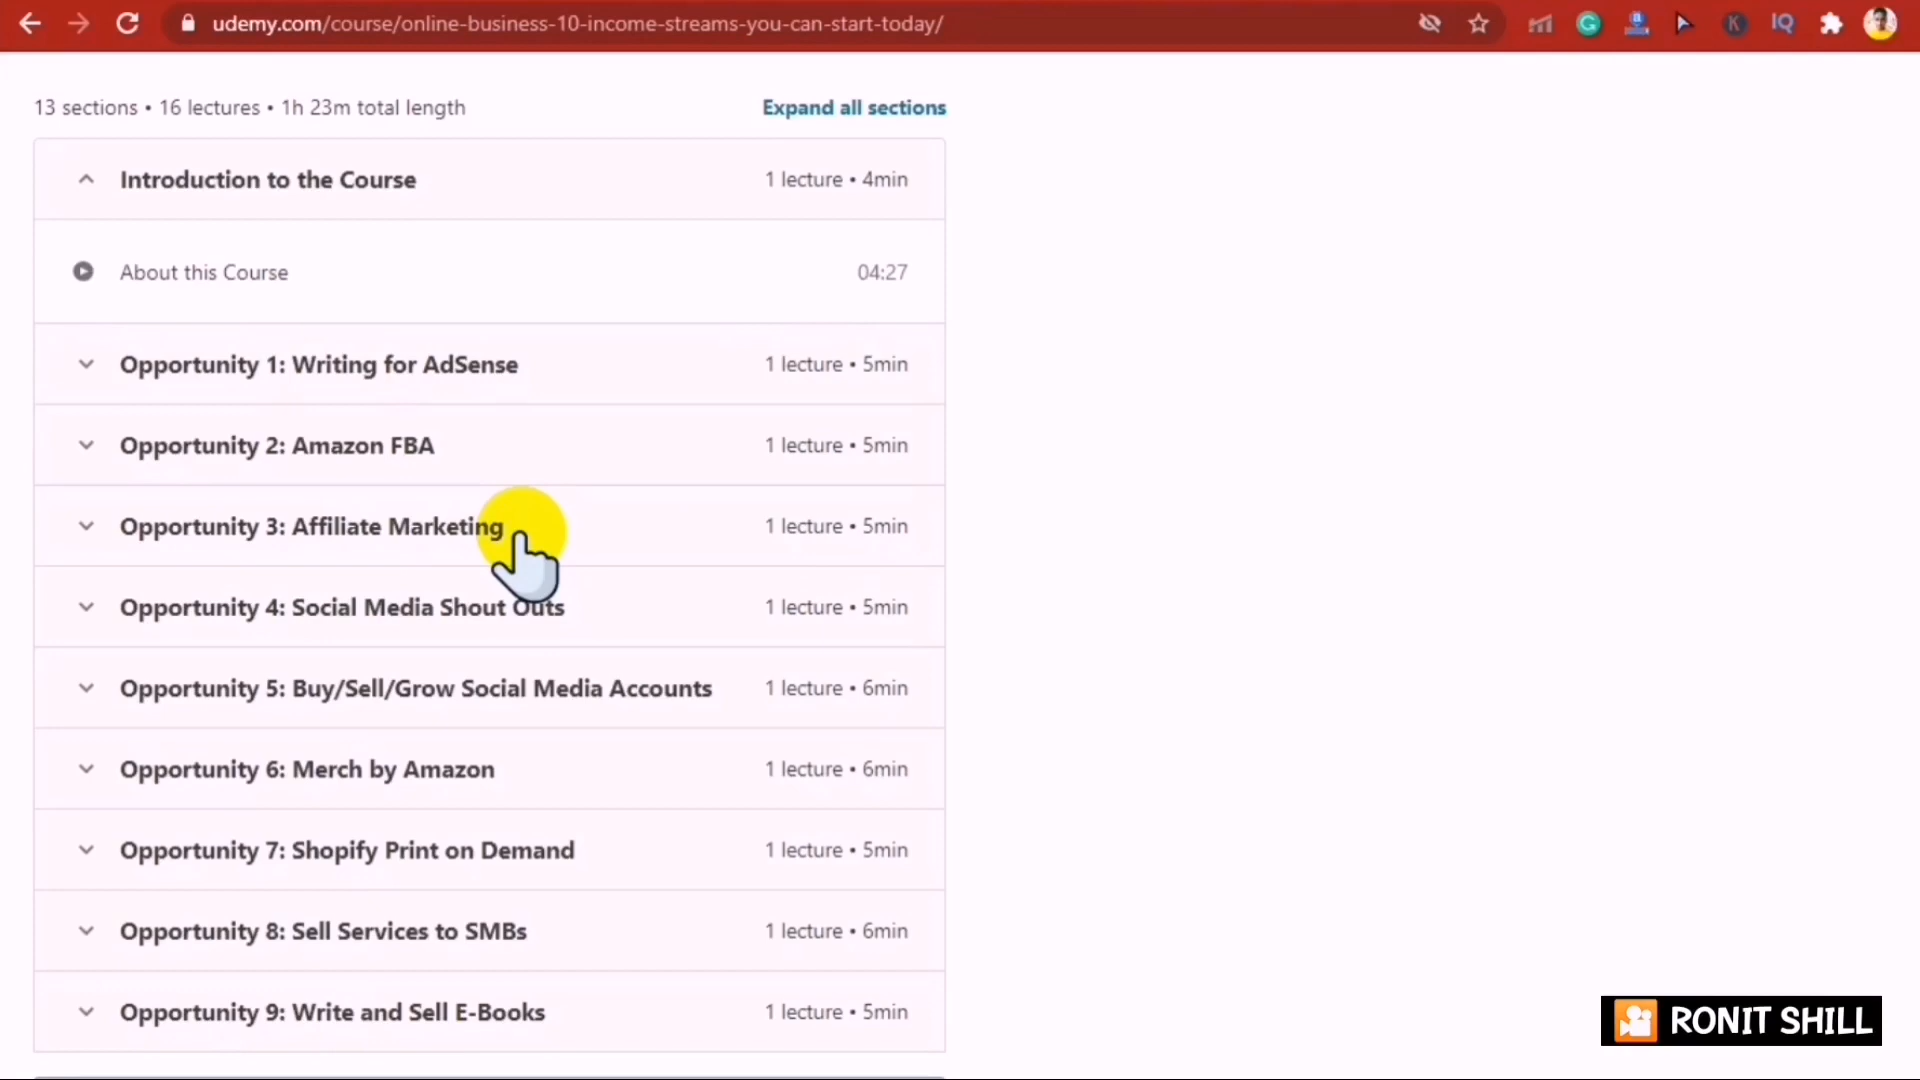 udemy.com/course/online-business-10-income-streams-you-can-start-today/
13 sections • 16 lectures • 1h 23m total length
Expand all sections
Introduction to the Course
1 lecture • 4min
About this Course
04:27
Opportunity 1: Writing for AdSense
1 lecture • 5min
Opportunity 2: Amazon FBA
1 lecture • 5min
Opportunity 3: Affiliate Marketing
1 lecture • 5min
Opportunity 4: Social Media Shout Outs
1 lecture • 5min
Opportunity 5: Buy/Sell/Grow Social Media Accounts
1 lecture • 6min
Opportunity 6: Merch by Amazon
1 lecture • 6min
Opportunity 7: Shopify Print on Demand
1 lecture • 5min
Opportunity 8: Sell Services to SMBs
1 lecture • 6min
Opportunity 9: Write and Sell E-Books
1 lecture • 5min
RONIT SHILL
K
IQ